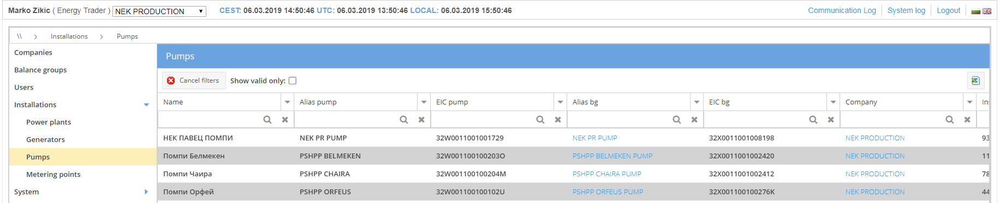 Marko Zikic ( Energy Trader ) NEK PRODUCTION CEST: 06.03.2019 14:50:46 UTC: 06.03.2019 13:50:46 LOCAL: 06.03.2019 15:50:46 Communication Log System log Logout
\\ Installations Pumps
Companies
Balance groups
Users
Installations
Power plants
Generators
Pumps
Metering points
System
Pumps
Cancel filters Show valid only:
Name Alias pump EIC pump Alias bg EIC bg Company Ins
НЕК ПАВЕЦ ПОМПИ NEK PR PUMP 32W0011001001729 NEK PR PUMP 32X0011001008198 NEK PRODUCTION 93
Помпи Белмекен PSHPP BELMEKEN 32W001100100203O PSHPP BELMEKEN PUMP 32X0011001002420 NEK PRODUCTION 11
Помпи Чаира PSHPP CHAIRA 32W001100100204M PSHPP CHAIRA PUMP 32X0011001002412 NEK PRODUCTION 78
Помпи Орфей PSHPP ORFEUS 32W001100100102U PSHPP ORFEUS PUMP 32X001100100276K NEK PRODUCTION 44